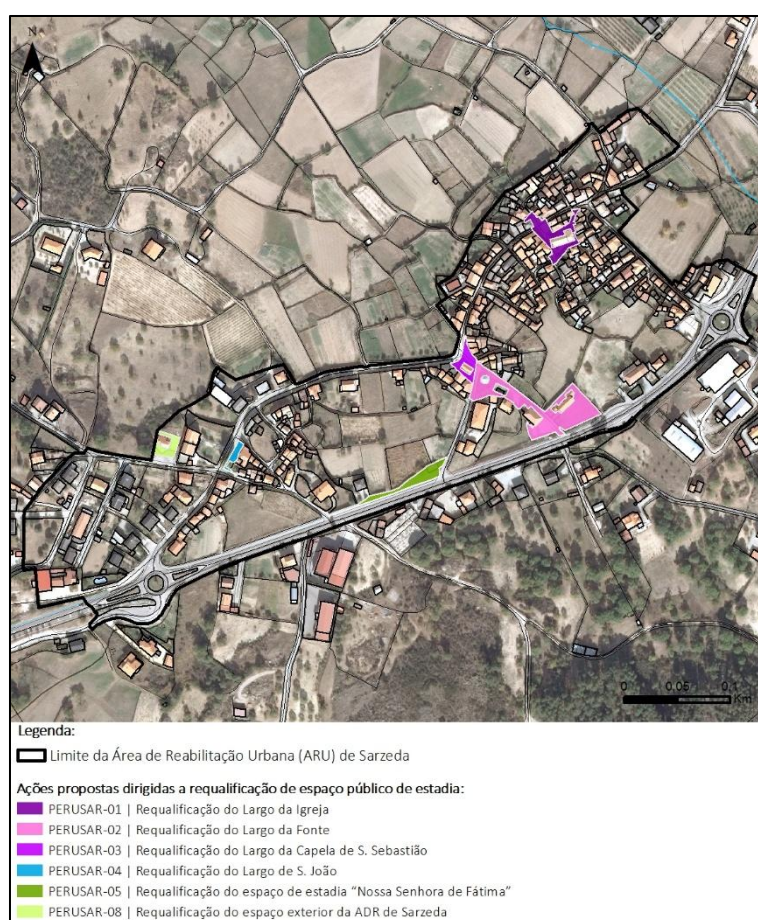 N
0 0,05 0,1
Km
Legenda:
Limite da Área de Reabilitação Urbana (ARU) de Sarzeda
Ações propostas dirigidas a requalificação de espaço público de estadia:
PERUSAR-01 | Requalificação do Largo da Igreja
PERUSAR-02 | Requalificação do Largo da Fonte
PERUSAR-03 | Requalificação do Largo da Capela de S. Sebastião
PERUSAR-04 | Requalificação do Largo de S. João
PERUSAR-05 | Requalificação do espaço de estadia “Nossa Senhora de Fátima”
PERUSAR-08 | Requalificação do espaço exterior da ADR de Sarzeda